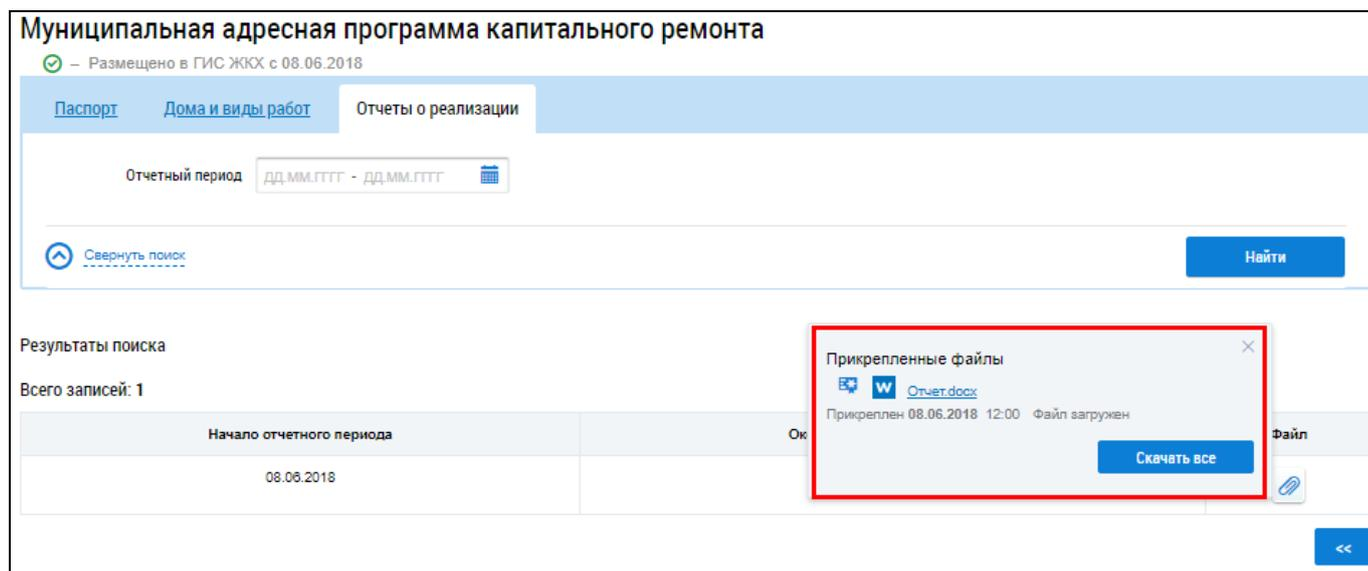 Муниципальная адресная программа капитального ремонта
– Размещено в ГИС ЖКХ с 08.06.2018
Паспорт Дома и виды работ Отчеты о реализации
Отчетный период ДД.ММ.ГГГГ - ДД.ММ.ГГГГ
Свернуть поиск Найти
Результаты поиска
Всего записей: 1
Прикрепленные файлы
W Отчет.docx
Прикреплен 08.06.2018 12:00 Файл загружен
Скачать все
Начало отчетного периода Ок Файл
08.06.2018
<<